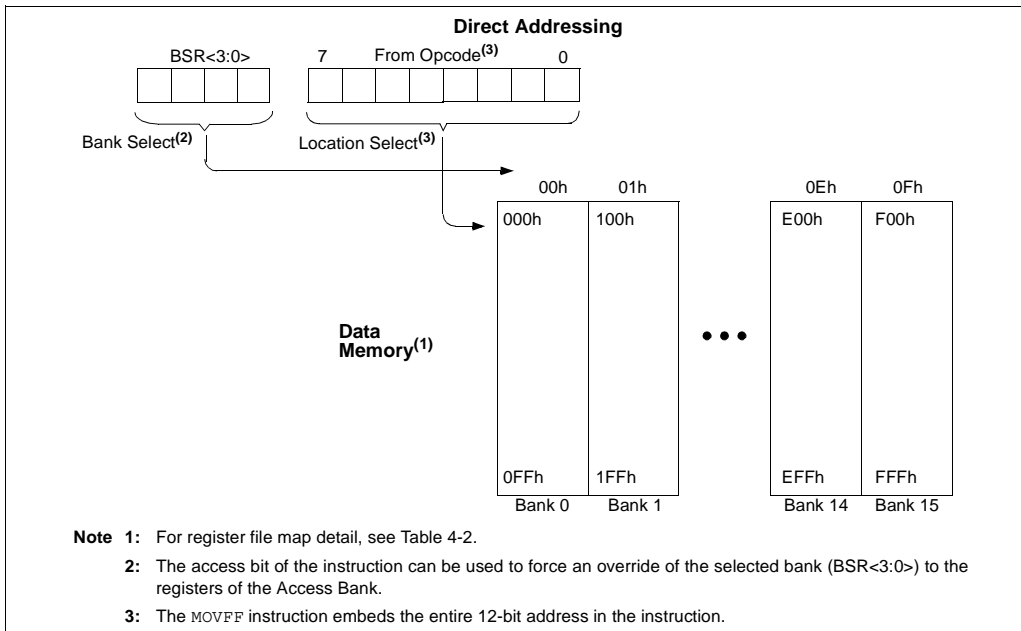 Direct Addressing
BSR<3:0> 7 From Opcode(3) 0
Bank Select(2) Location Select(3)
00h 01h 0Eh 0Fh
000h 100h E00h F00h
Data
Memory(1)
0FFh 1FFh EFFh FFFh
Bank 0 Bank 1 Bank 14 Bank 15
Note 1: For register file map detail, see Table 4-2.
2: The access bit of the instruction can be used to force an override of the selected bank (BSR<3:0>) to the
registers of the Access Bank.
3: The MOVFF instruction embeds the entire 12-bit address in the instruction.